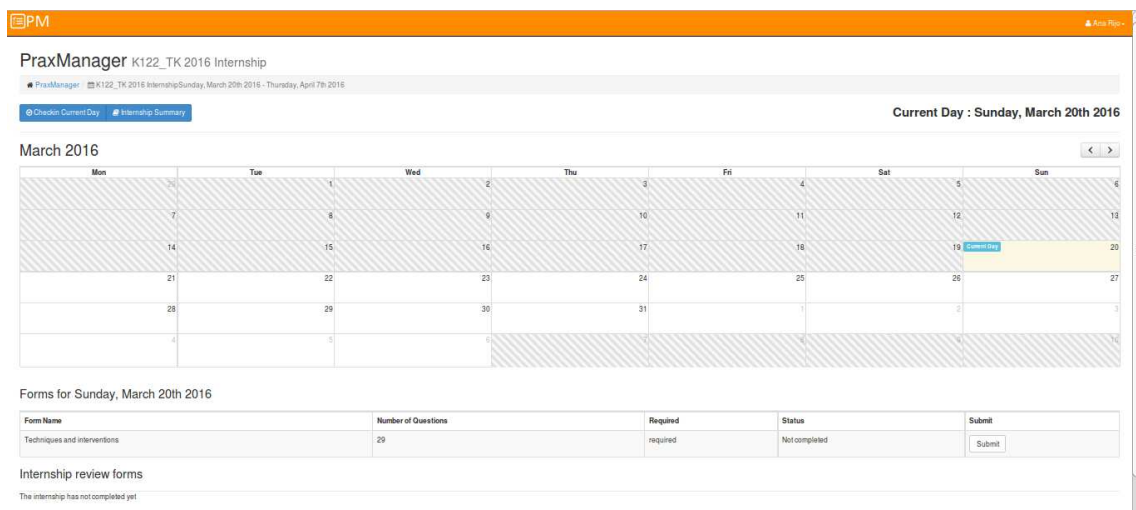 PM Ana Rijo
PraxManager K122_TK 2016 Internship
PraxManager K122_TK 2016 InternshipSunday, March 20th 2016 - Thursday, April 7th 2016
Checkin Current Day Internship Summary Current Day : Sunday, March 20th 2016
March 2016 < >
Mon Tue Wed Thu Fri Sat Sun
29 1 2 3 4 5 6
7 8 9 10 11 12 13
14 15 16 17 18 19 Current Day 20
21 22 23 24 25 26 27
28 29 30 31 1 2 3
4 5 6 7 8 9 10
Forms for Sunday, March 20th 2016
Form Name Number of Questions Required Status Submit
Techniques and interventions 29 required Not completed Submit
Internship review forms
The internship has not completed yet